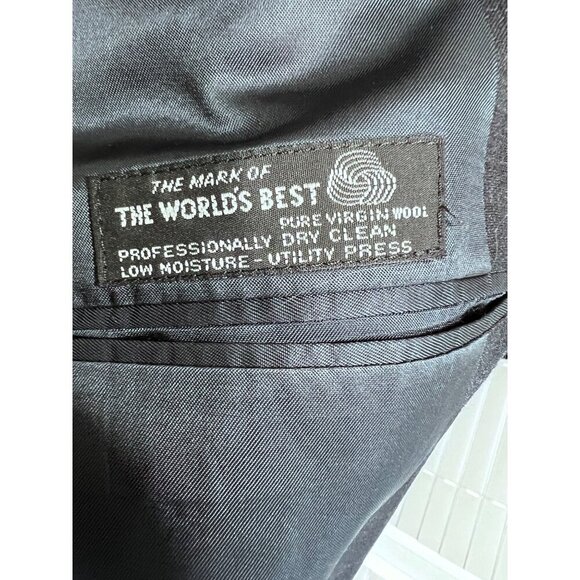 THE MARK OF
THE WORLD'S BEST
PURE VIRGIN WOOL
PROFESSIONALLY DRY CLEAN
LOW MOISTURE - UTILITY PRESS